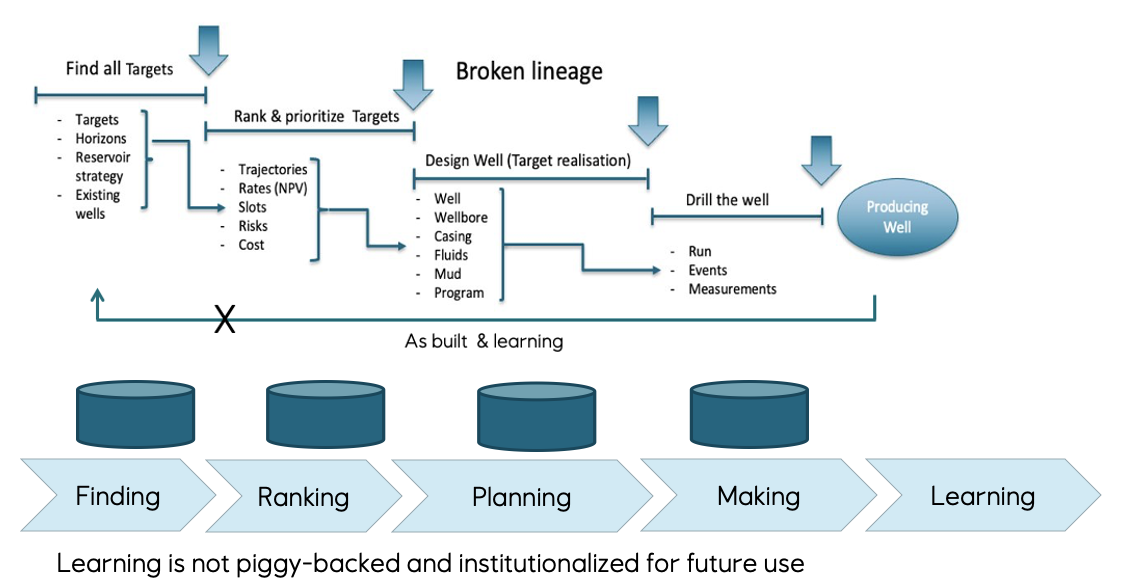 Find all Targets
Broken lineage
- Targets
- Horizons
- Reservoir
strategy
- Existing
wells
Rank & prioritize Targets
- Trajectories
- Rates (NPV)
- Slots
- Risks
- Cost
Design Well (Target realisation)
- Well
- Wellbore
- Casing
- Fluids
- Mud
- Program
Drill the well
- Run
- Events
- Measurements
Producing
Well
X
As built & learning
Finding
Ranking
Planning
Making
Learning
Learning is not piggy-backed and institutionalized for future use